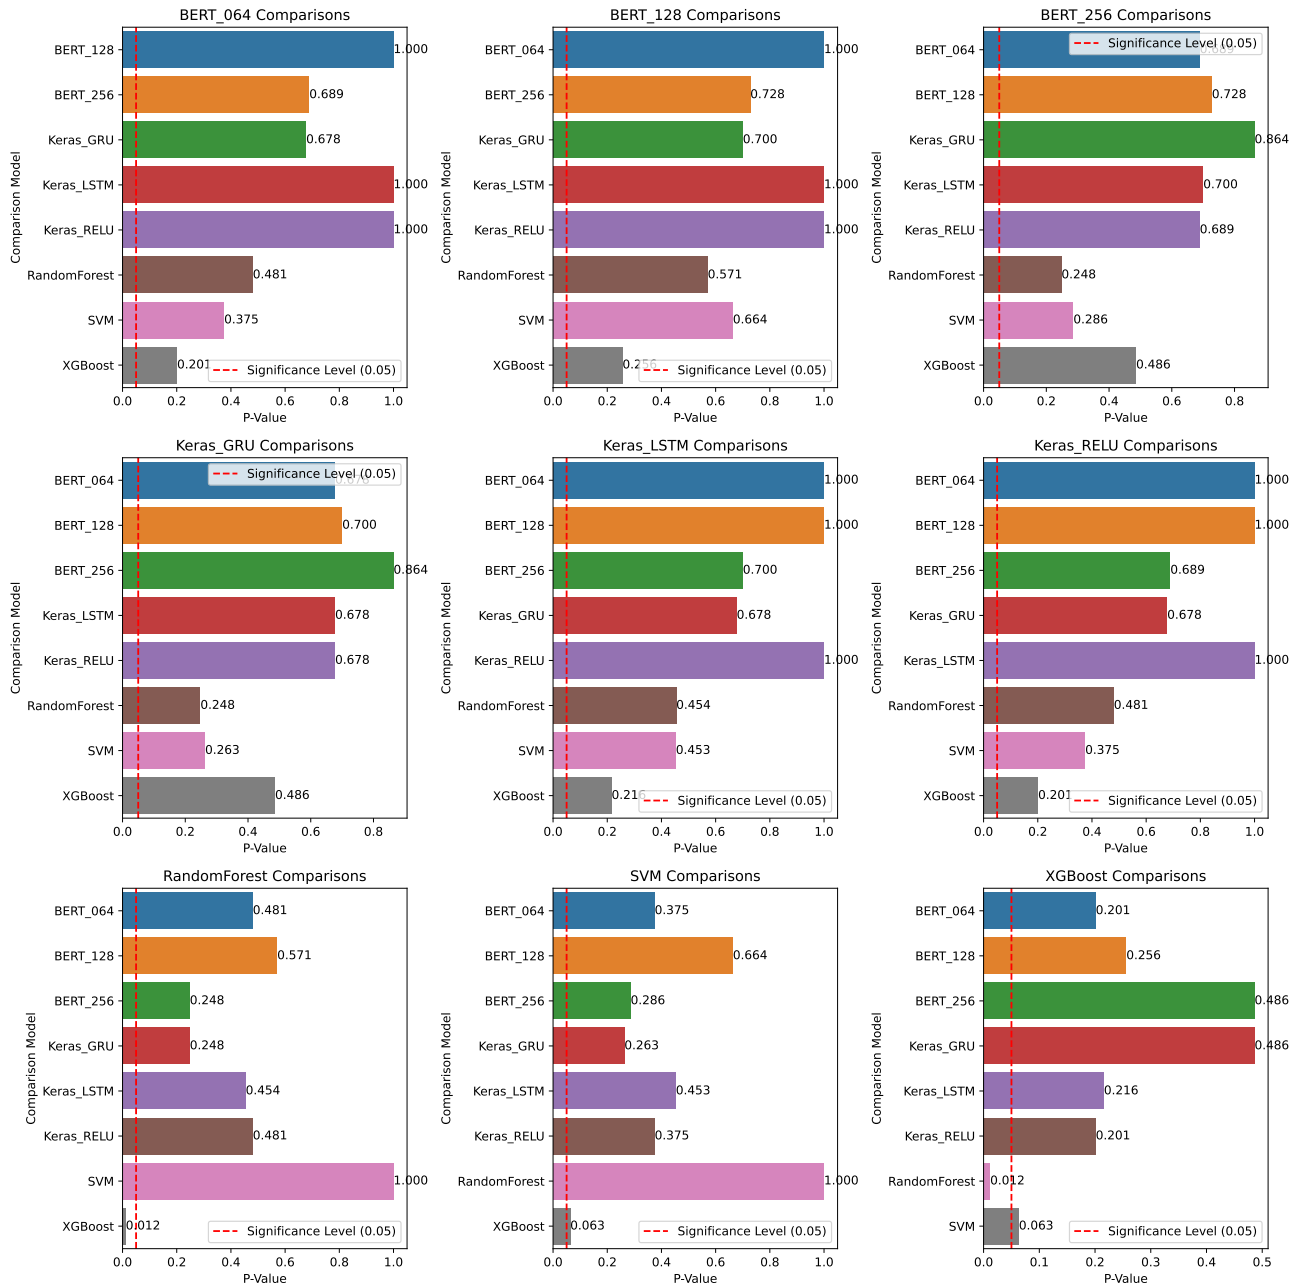 BERT_064 Comparisons
Comparison Model
BERT_128
1.000
BERT_256
0.689
Keras_GRU
0.678
Keras_LSTM
1.000
Keras_RELU
1.000
RandomForest
0.481
SVM
0.375
XGBoost
0.201
Significance Level (0.05)
0.0 0.2 0.4 0.6 0.8 1.0
P-Value
BERT_128 Comparisons
Comparison Model
BERT_064
1.000
BERT_256
0.728
Keras_GRU
0.700
Keras_LSTM
1.000
Keras_RELU
1.000
RandomForest
0.571
SVM
0.664
XGBoost
0.256
Significance Level (0.05)
0.0 0.2 0.4 0.6 0.8 1.0
P-Value
BERT_256 Comparisons
Comparison Model
Significance Level (0.05)
BERT_064
0.689
BERT_128
0.728
Keras_GRU
0.864
Keras_LSTM
0.700
Keras_RELU
0.689
RandomForest
0.248
SVM
0.286
XGBoost
0.486
0.0 0.2 0.4 0.6 0.8
P-Value
Keras_GRU Comparisons
Comparison Model
Significance Level (0.05)
BERT_064
0.678
BERT_128
0.700
BERT_256
0.864
Keras_LSTM
0.678
Keras_RELU
0.678
RandomForest
0.248
SVM
0.263
XGBoost
0.486
0.0 0.2 0.4 0.6 0.8
P-Value
Keras_LSTM Comparisons
Comparison Model
BERT_064
1.000
BERT_128
1.000
BERT_256
0.700
Keras_GRU
0.678
Keras_RELU
1.000
RandomForest
0.454
SVM
0.453
XGBoost
0.216
Significance Level (0.05)
0.0 0.2 0.4 0.6 0.8 1.0
P-Value
Keras_RELU Comparisons
Comparison Model
BERT_064
1.000
BERT_128
1.000
BERT_256
0.689
Keras_GRU
0.678
Keras_LSTM
1.000
RandomForest
0.481
SVM
0.375
XGBoost
0.201
Significance Level (0.05)
0.0 0.2 0.4 0.6 0.8 1.0
P-Value
RandomForest Comparisons
Comparison Model
BERT_064
0.481
BERT_128
0.571
BERT_256
0.248
Keras_GRU
0.248
Keras_LSTM
0.454
Keras_RELU
0.481
SVM
1.000
XGBoost
0.012
Significance Level (0.05)
0.0 0.2 0.4 0.6 0.8 1.0
P-Value
SVM Comparisons
Comparison Model
BERT_064
0.375
BERT_128
0.664
BERT_256
0.286
Keras_GRU
0.263
Keras_LSTM
0.453
Keras_RELU
0.375
RandomForest
1.000
XGBoost
0.063
Significance Level (0.05)
0.0 0.2 0.4 0.6 0.8 1.0
P-Value
XGBoost Comparisons
Comparison Model
BERT_064
0.201
BERT_128
0.256
BERT_256
0.486
Keras_GRU
0.486
Keras_LSTM
0.216
Keras_RELU
0.201
RandomForest
0.012
SVM
0.063
Significance Level (0.05)
0.0 0.1 0.2 0.3 0.4 0.5
P-Value